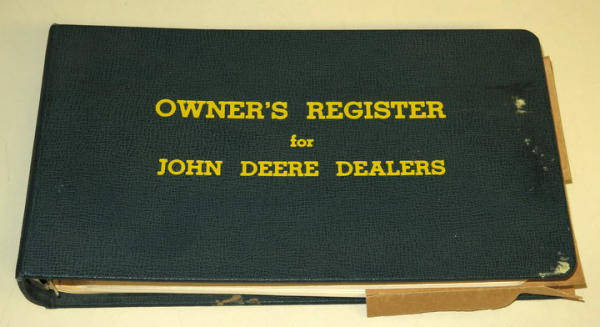 OWNER'S REGISTER
for
JOHN DEERE DEALERS